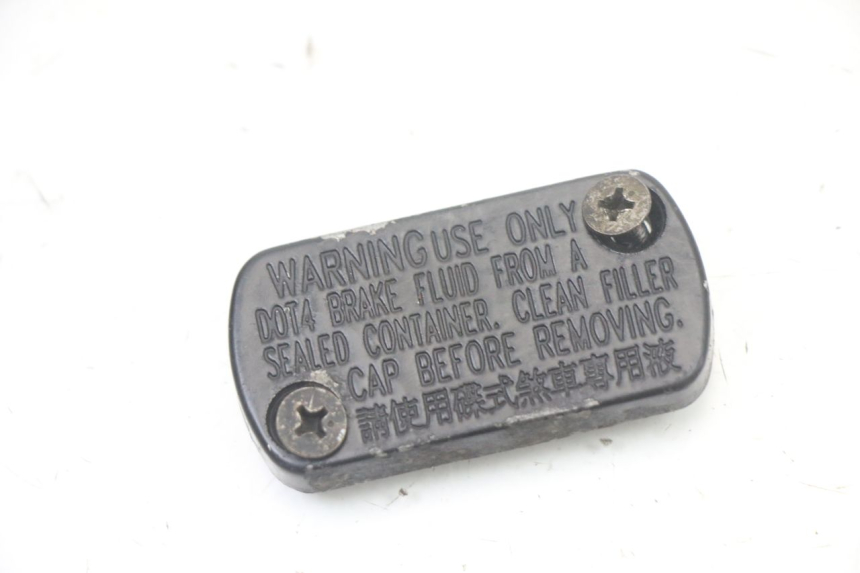 WARNING USE ONLY
DOT4 BRAKE FLUID FROM A
SEALED CONTAINER. CLEAN FILLER
CAP BEFORE REMOVING.
請使用碟式煞車專用液